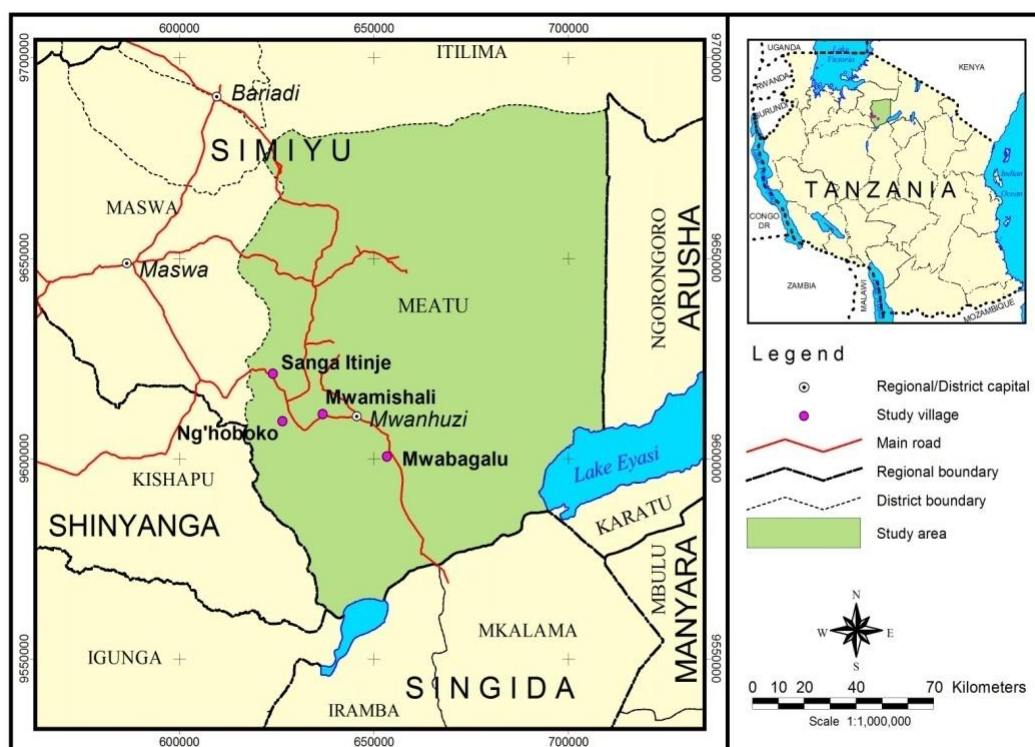 600000
650000
700000
9700000
9700000
ITILIMA
Bariadi
SIMIYU
MASWA
Maswa
9650000
9650000
MEATU
NGORONGORO
ARUSHA
Sanga Itinje
Mwamishali
Mwanhuzi
Ng'hoboko
Mwabagalu
9600000
9600000
KISHAPU
SHINYANGA
Lake Eyasi
KARATU
MBULU
MANYARA
MKALAMA
IGUNGA
SINGIDA
IRAMBA
9550000
9550000
600000
650000
700000
UGANDA
Lake
Victoria
KENYA
RWANDA
BURUNDI
TANZANIA
Indian
Ocean
CONGO
DR
ZAMBIA
MALAWI
MOZAMBIQUE
Legend
Regional/District capital
Study village
Main road
Regional boundary
District boundary
Study area
N
W
E
S
0 10 20 40 60 70 Kilometers
Scale 1:1,000,000